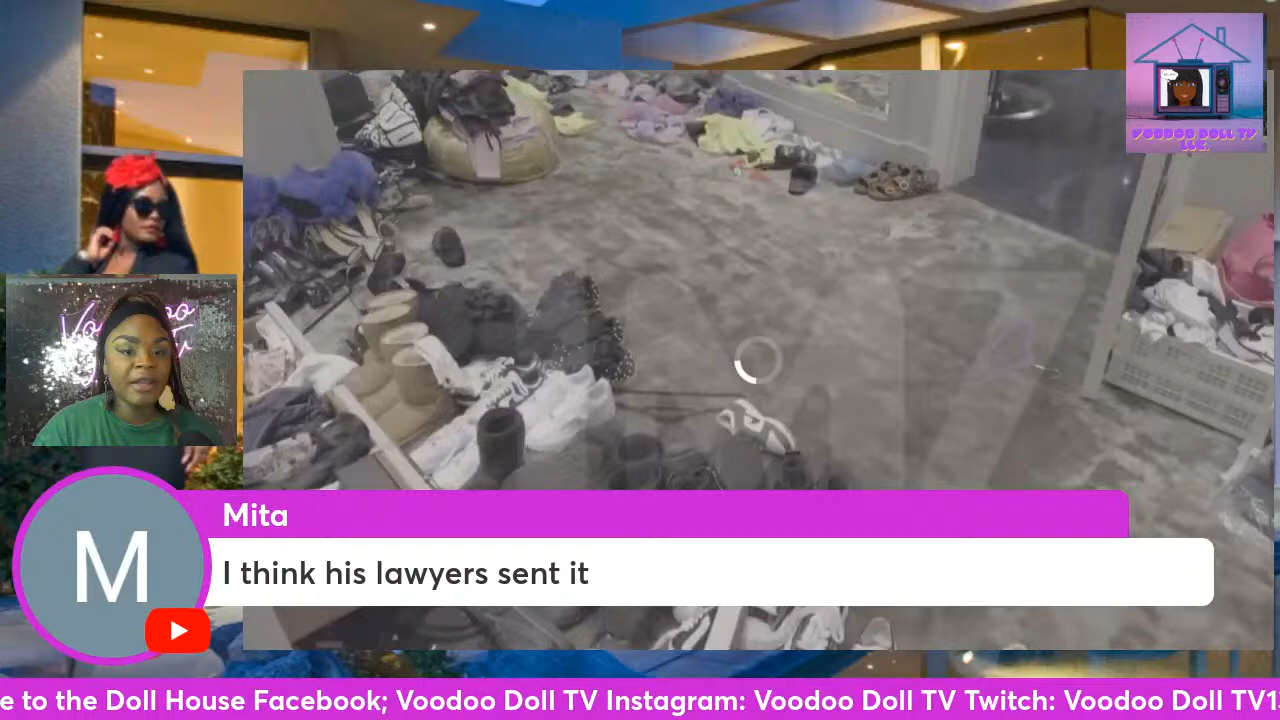 VOODOO DOLL TV
LLC.
Mita
I think his lawyers sent it
M
e to the Doll House Facebook; Voodoo Doll TV Instagram: Voodoo Doll TV Twitch: Voodoo Doll TV1